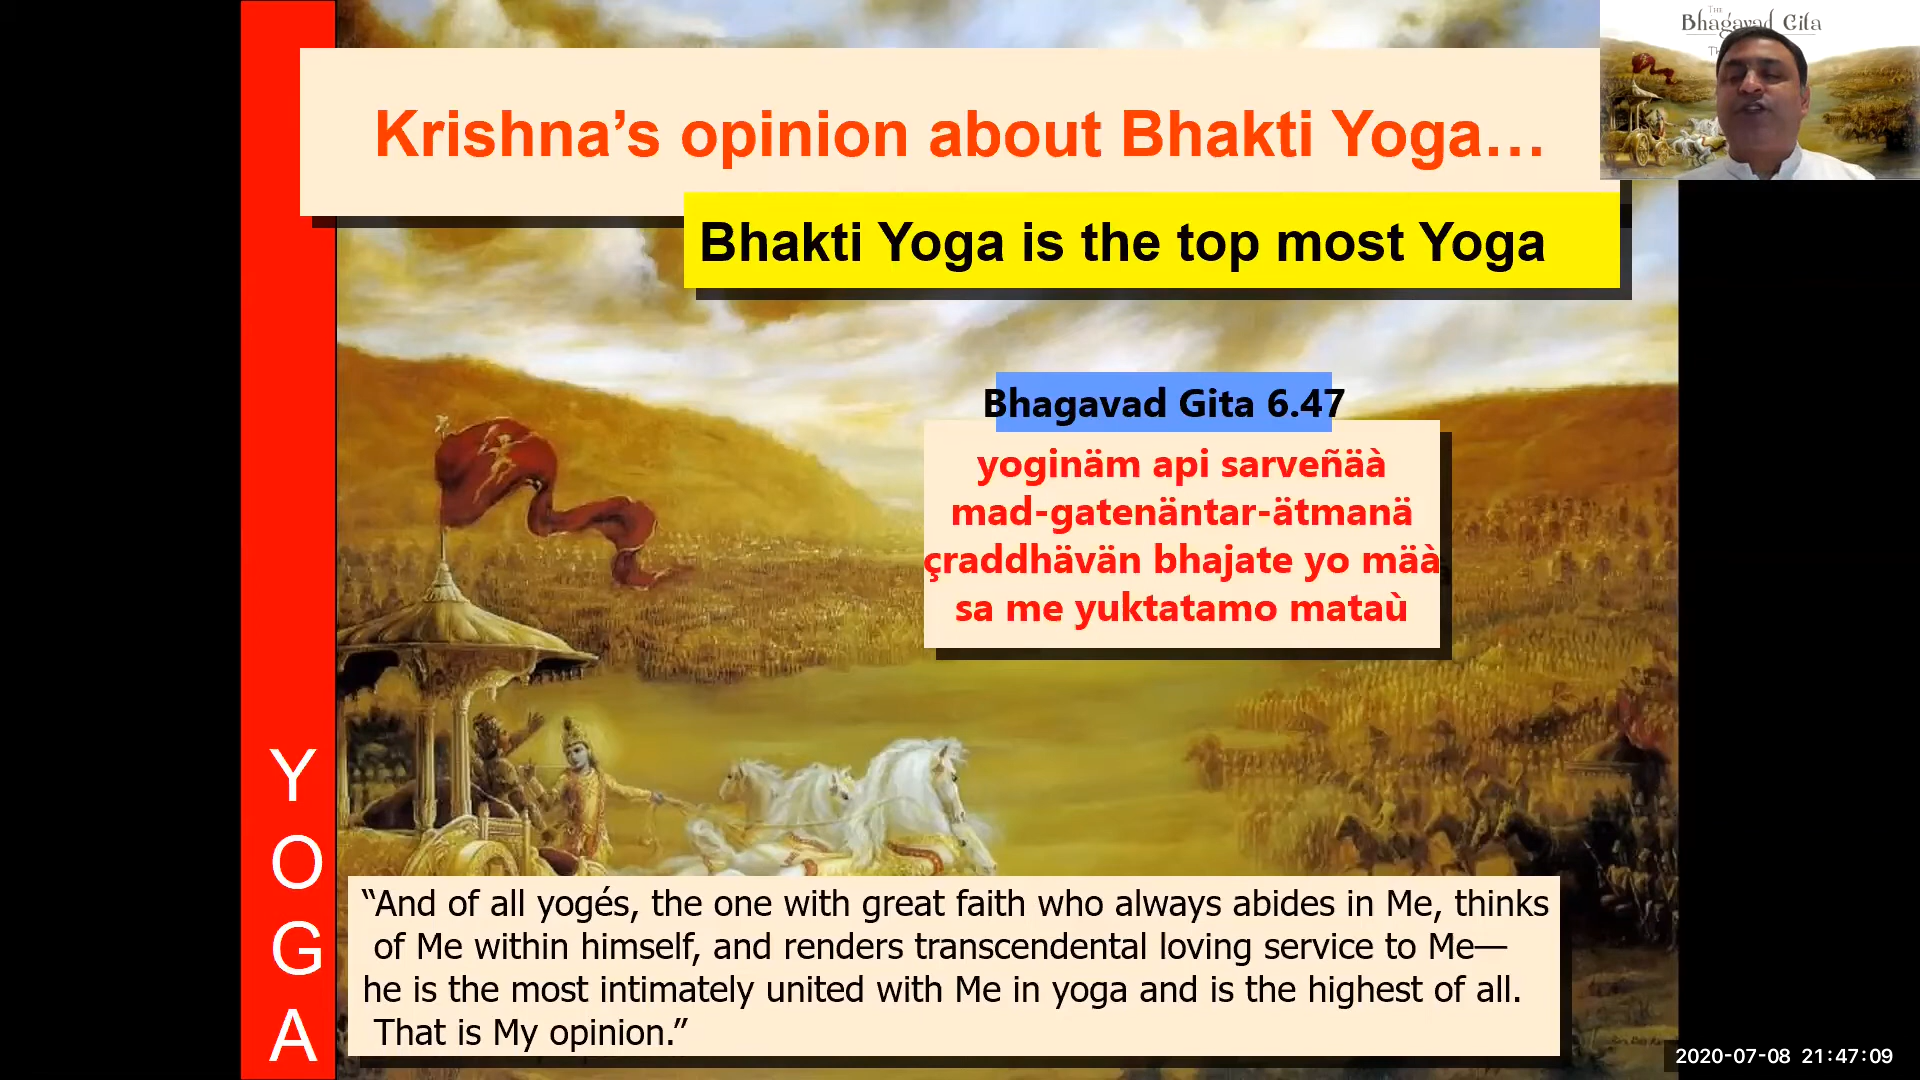 THE
Bhagavad Gita
Krishna’s opinion about Bhakti Yoga…
Bhakti Yoga is the top most Yoga
Bhagavad Gita 6.47
yoginäm api sarveñäà
mad-gatenäntar-ätmanä
çraddhävän bhajate yo mäà
sa me yuktatamo mataù
Y
O
G
A
“And of all yogés, the one with great faith who always abides in Me, thinks
of Me within himself, and renders transcendental loving service to Me—
he is the most intimately united with Me in yoga and is the highest of all.
That is My opinion.”
2020-07-08 21:47:09